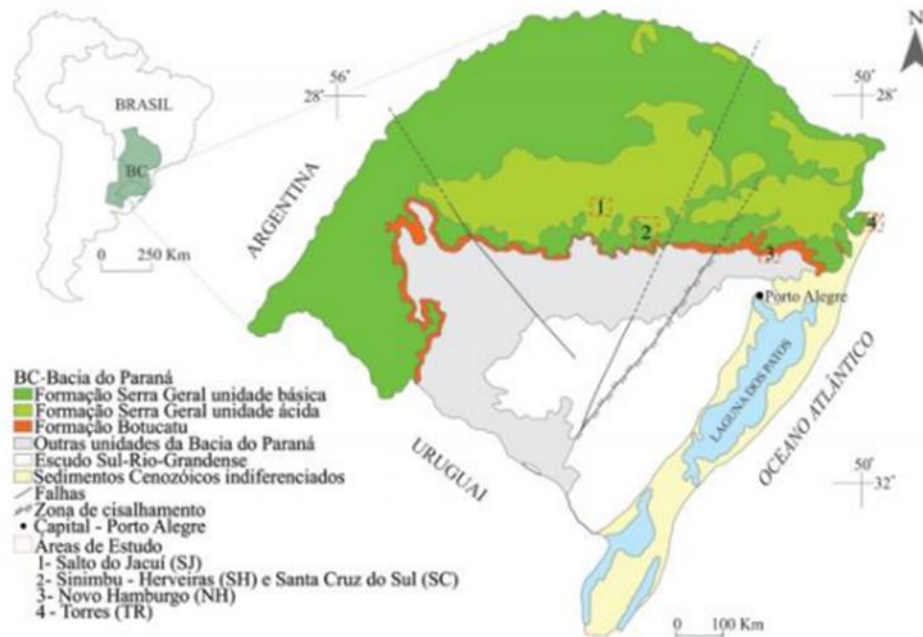 BRASIL
BC
0 250 Km
N
56°
28°
50°
28°
ARGENTINA
1
2
3
4
Porto Alegre
LAGUNA DOS PATOS
OCEANO ATLÂNTICO
URUGUAI
50°
32°
0 100 Km
BC-Bacia do Paraná
Formação Serra Geral unidade básica
Formação Serra Geral unidade ácida
Formação Botucatu
Outras unidades da Bacia do Paraná
Escudo Sul-Rio-Grandense
Sedimentos Cenozóicos indiferenciados
Falhas
Zona de cisalhamento
Capital - Porto Alegre
Áreas de Estudo
1- Salto do Jacuí (SJ)
2- Sinimbu - Herveiras (SH) e Santa Cruz do Sul (SC)
3- Novo Hamburgo (NH)
4 - Torres (TR)